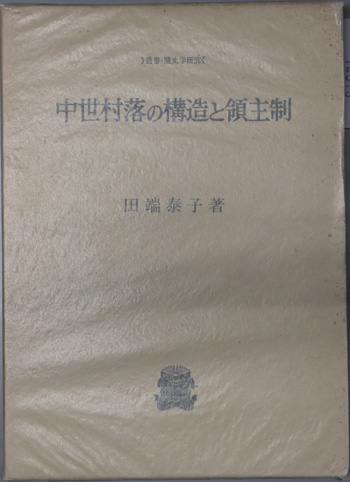 叢書・歴史学研究
中世村落の構造と領主制
田端泰子著